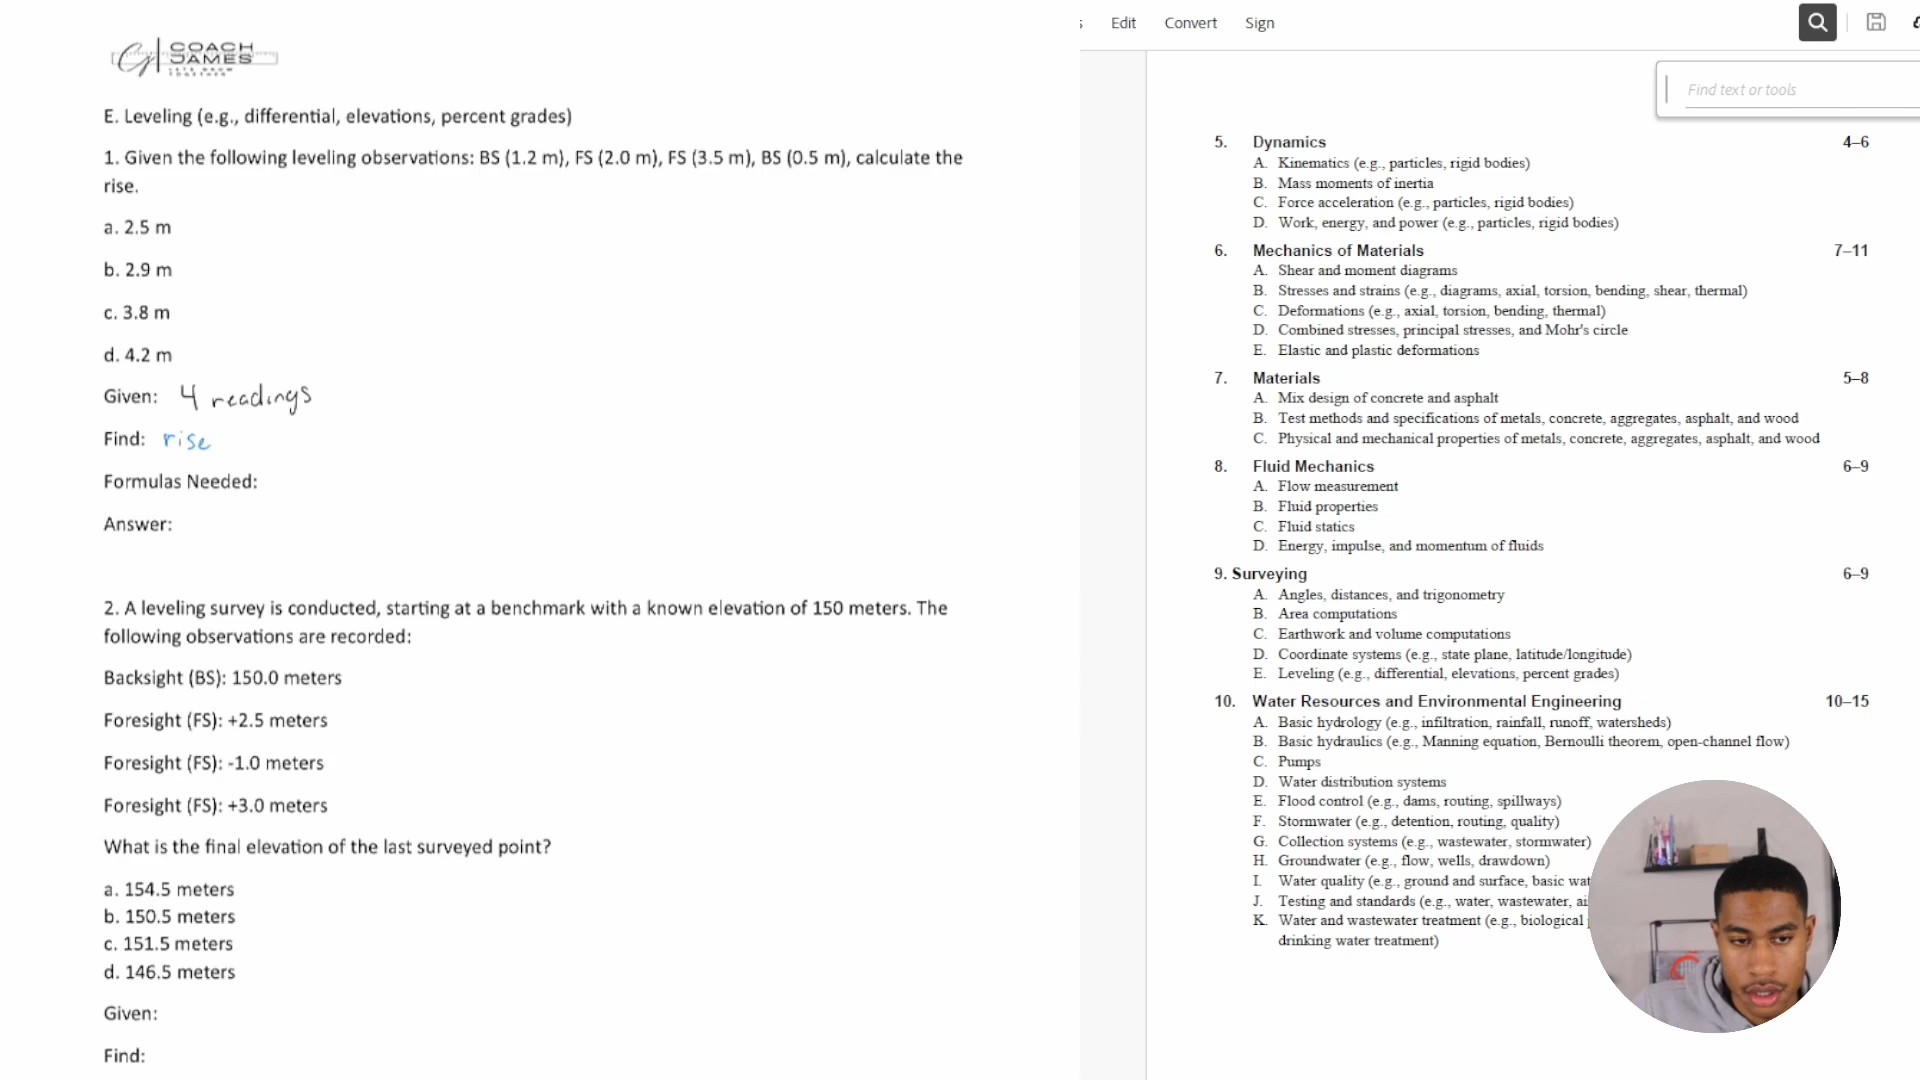 COACH
JAMES
E. Leveling (e.g., differential, elevations, percent grades)
1. Given the following leveling observations: BS (1.2 m), FS (2.0 m), FS (3.5 m), BS (0.5 m), calculate the
rise.
a. 2.5 m
b. 2.9 m
c. 3.8 m
d. 4.2 m
Given: 4 readings
Find: rise
Formulas Needed:
Answer:
2. A leveling survey is conducted, starting at a benchmark with a known elevation of 150 meters. The
following observations are recorded:
Backsight (BS): 150.0 meters
Foresight (FS): +2.5 meters
Foresight (FS): -1.0 meters
Foresight (FS): +3.0 meters
What is the final elevation of the last surveyed point?
a. 154.5 meters
b. 150.5 meters
c. 151.5 meters
d. 146.5 meters
Given:
Find:
Edit Convert Sign
Find text or tools
5. Dynamics 4–6
A. Kinematics (e.g., particles, rigid bodies)
B. Mass moments of inertia
C. Force acceleration (e.g., particles, rigid bodies)
D. Work, energy, and power (e.g., particles, rigid bodies)
6. Mechanics of Materials 7–11
A. Shear and moment diagrams
B. Stresses and strains (e.g., diagrams, axial, torsion, bending, shear, thermal)
C. Deformations (e.g., axial, torsion, bending, thermal)
D. Combined stresses, principal stresses, and Mohr's circle
E. Elastic and plastic deformations
7. Materials 5–8
A. Mix design of concrete and asphalt
B. Test methods and specifications of metals, concrete, aggregates, asphalt, and wood
C. Physical and mechanical properties of metals, concrete, aggregates, asphalt, and wood
8. Fluid Mechanics 6–9
A. Flow measurement
B. Fluid properties
C. Fluid statics
D. Energy, impulse, and momentum of fluids
9. Surveying 6–9
A. Angles, distances, and trigonometry
B. Area computations
C. Earthwork and volume computations
D. Coordinate systems (e.g., state plane, latitude/longitude)
E. Leveling (e.g., differential, elevations, percent grades)
10. Water Resources and Environmental Engineering 10–15
A. Basic hydrology (e.g., infiltration, rainfall, runoff, watersheds)
B. Basic hydraulics (e.g., Manning equation, Bernoulli theorem, open-channel flow)
C. Pumps
D. Water distribution systems
E. Flood control (e.g., dams, routing, spillways)
F. Stormwater (e.g., detention, routing, quality)
G. Collection systems (e.g., wastewater, stormwater)
H. Groundwater (e.g., flow, wells, drawdown)
I. Water quality (e.g., ground and surface, basic wat
J. Testing and standards (e.g., water, wastewater, ai
K. Water and wastewater treatment (e.g., biological
drinking water treatment)